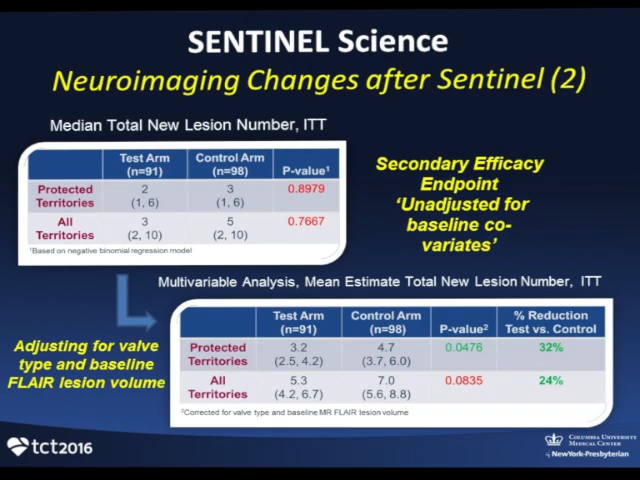 SENTINEL Science
Neuroimaging Changes after Sentinel (2)
Median Total New Lesion Number, ITT
Test Arm (n=91) Control Arm (n=98) P-value¹
Protected Territories 2 (1, 6) 3 (1, 6) 0.8979
All Territories 3 (2, 10) 5 (2, 10) 0.7667
¹Based on negative binomial regression model
Secondary Efficacy
Endpoint
‘Unadjusted for
baseline co-
variates’
Multivariable Analysis, Mean Estimate Total New Lesion Number, ITT
Test Arm (n=91) Control Arm (n=98) P-value² % Reduction Test vs. Control
Protected Territories 3.2 (2.5, 4.2) 4.7 (3.7, 6.0) 0.0476 32%
All Territories 5.3 (4.2, 6.7) 7.0 (5.6, 8.8) 0.0835 24%
²Corrected for valve type and baseline MR FLAIR lesion volume
Adjusting for valve
type and baseline
FLAIR lesion volume
tct2016
COLUMBIA UNIVERSITY
MEDICAL CENTER
NewYork-Presbyterian